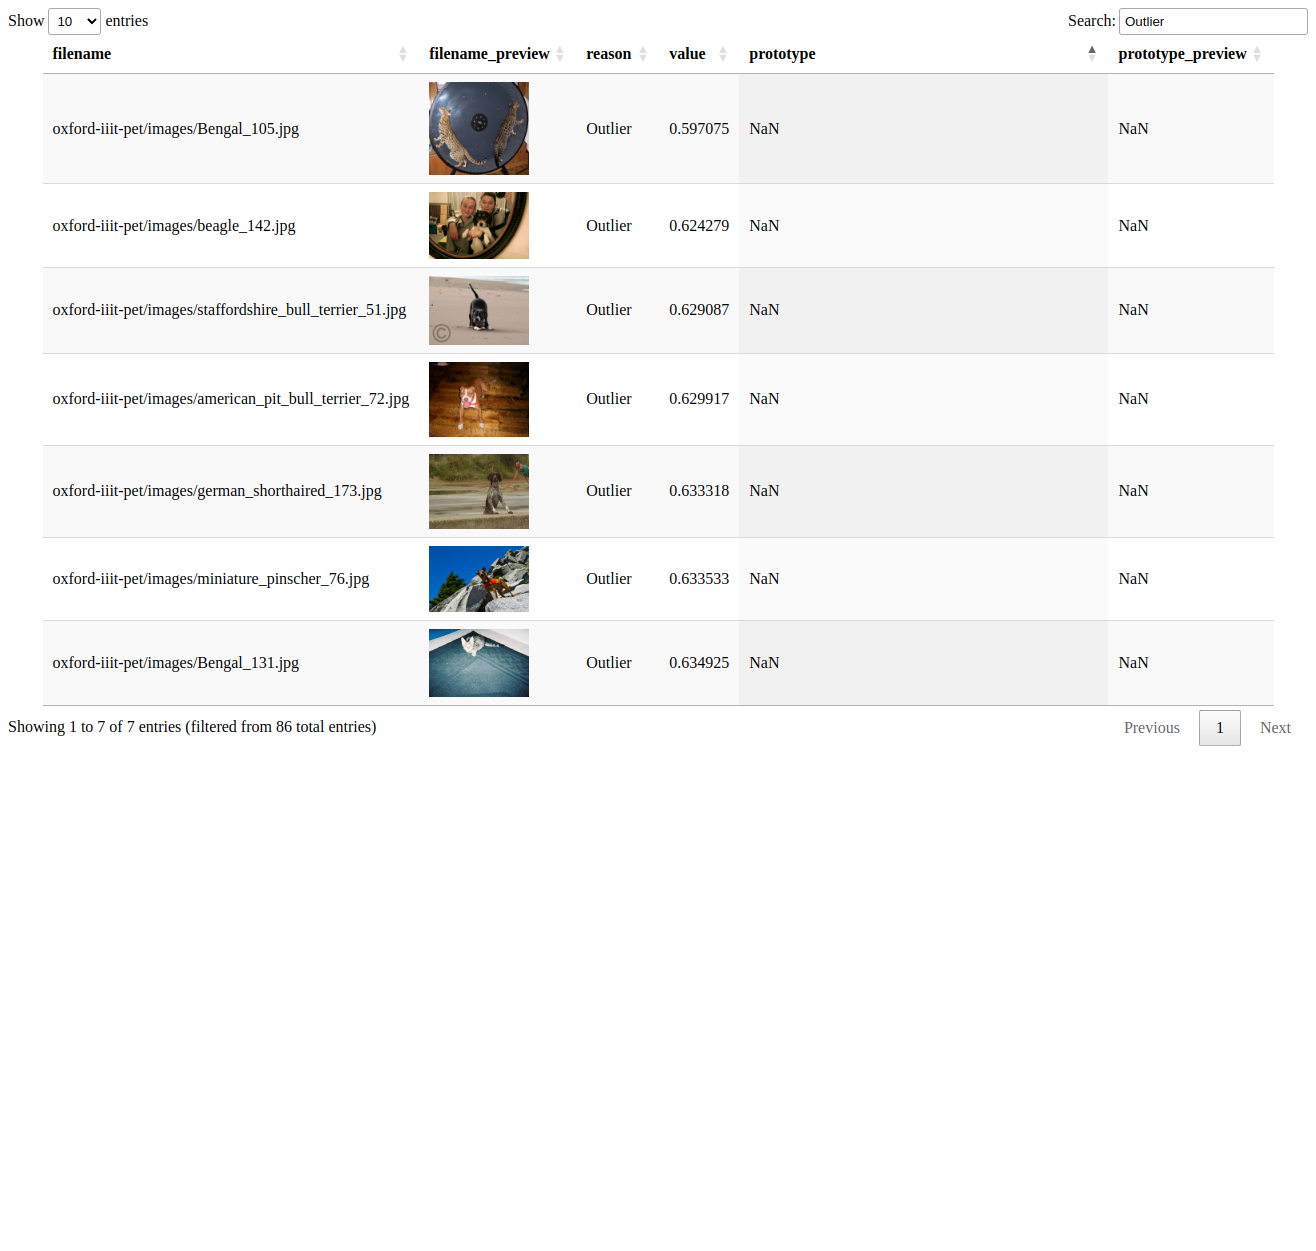 Show 10 entries Search: Outlier
filename filename_preview reason value prototype prototype_preview
oxford-iiit-pet/images/Bengal_105.jpg Outlier 0.597075 NaN NaN
oxford-iiit-pet/images/beagle_142.jpg Outlier 0.624279 NaN NaN
oxford-iiit-pet/images/staffordshire_bull_terrier_51.jpg © Outlier 0.629087 NaN NaN
oxford-iiit-pet/images/american_pit_bull_terrier_72.jpg Outlier 0.629917 NaN NaN
oxford-iiit-pet/images/german_shorthaired_173.jpg Outlier 0.633318 NaN NaN
oxford-iiit-pet/images/miniature_pinscher_76.jpg Outlier 0.633533 NaN NaN
oxford-iiit-pet/images/Bengal_131.jpg Outlier 0.634925 NaN NaN
Showing 1 to 7 of 7 entries (filtered from 86 total entries) Previous 1 Next